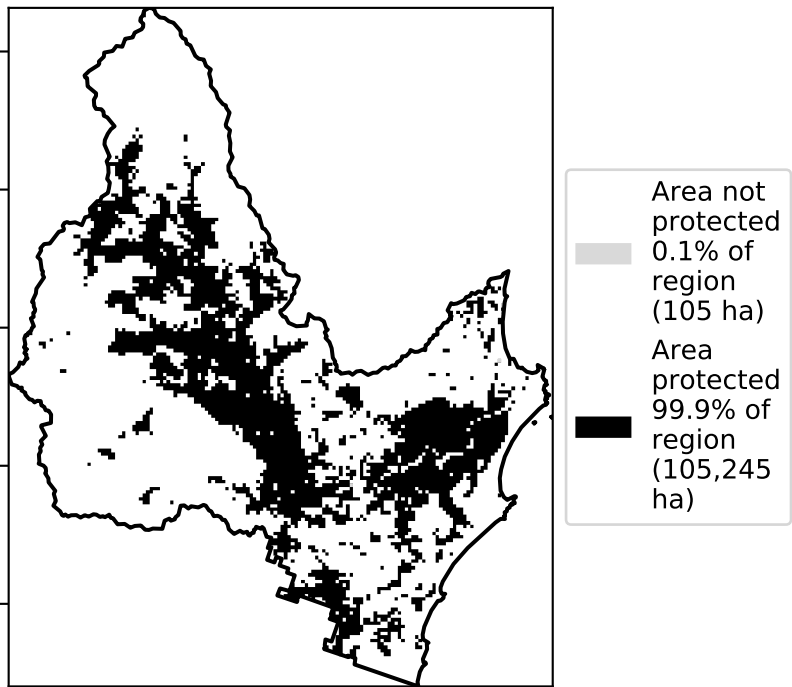 Area not
protected
0.1% of
region
(105 ha)
Area
protected
99.9% of
region
(105,245
ha)